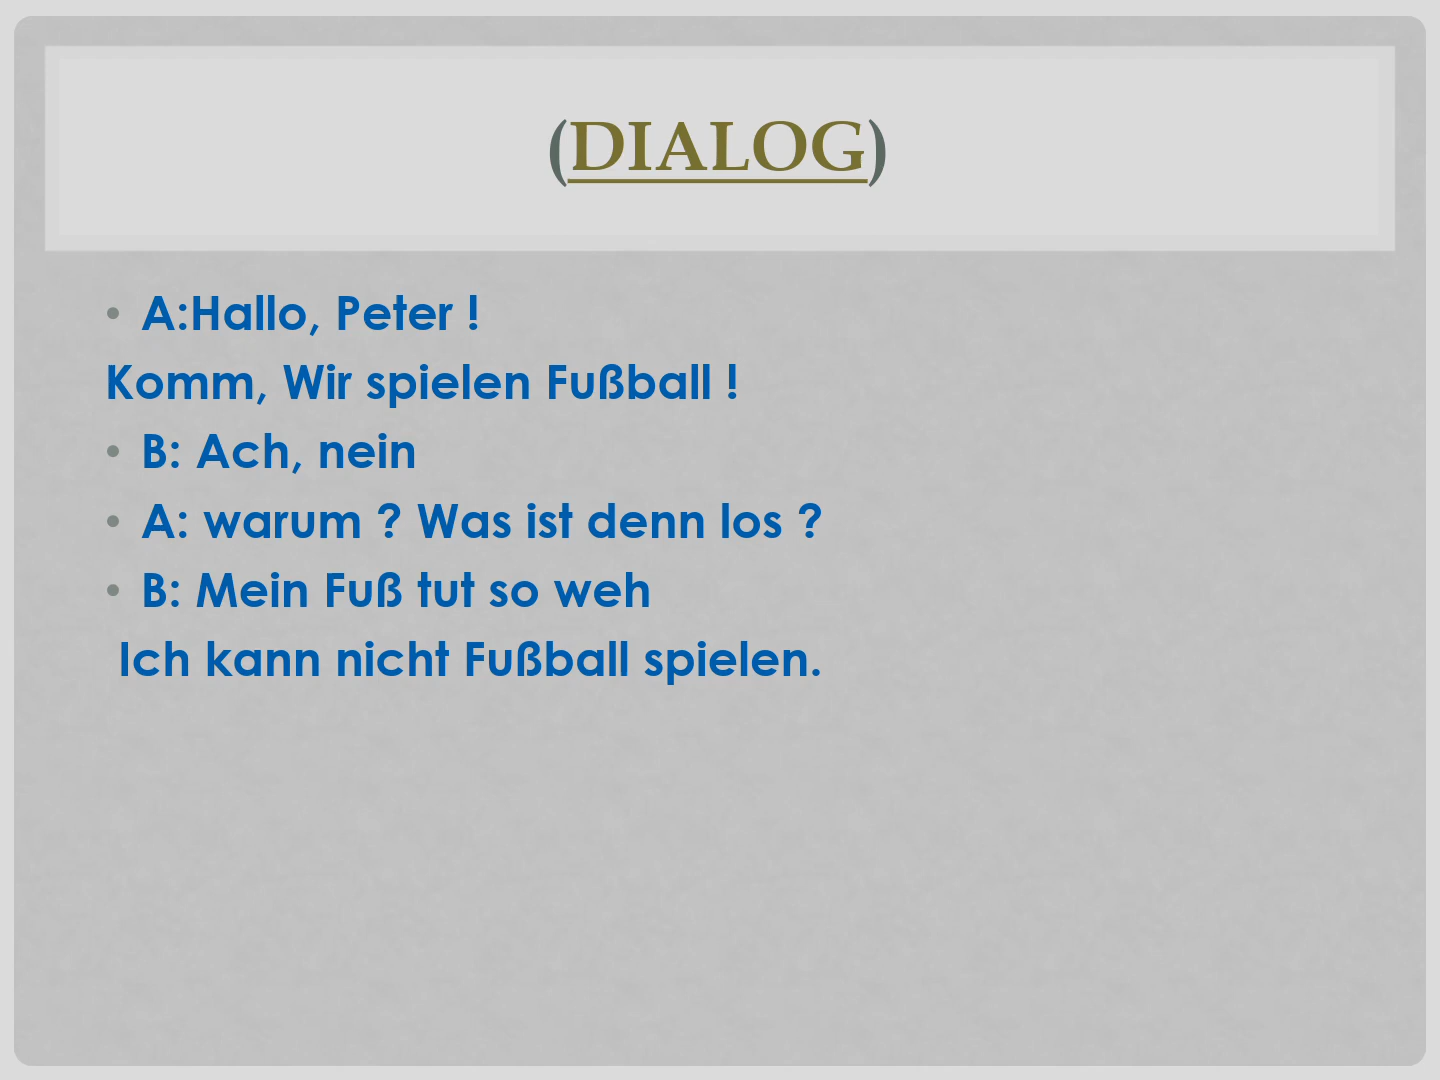 (DIALOG)
• A:Hallo, Peter !
Komm, Wir spielen Fußball !
• B: Ach, nein
• A: warum ? Was ist denn los ?
• B: Mein Fuß tut so weh
Ich kann nicht Fußball spielen.